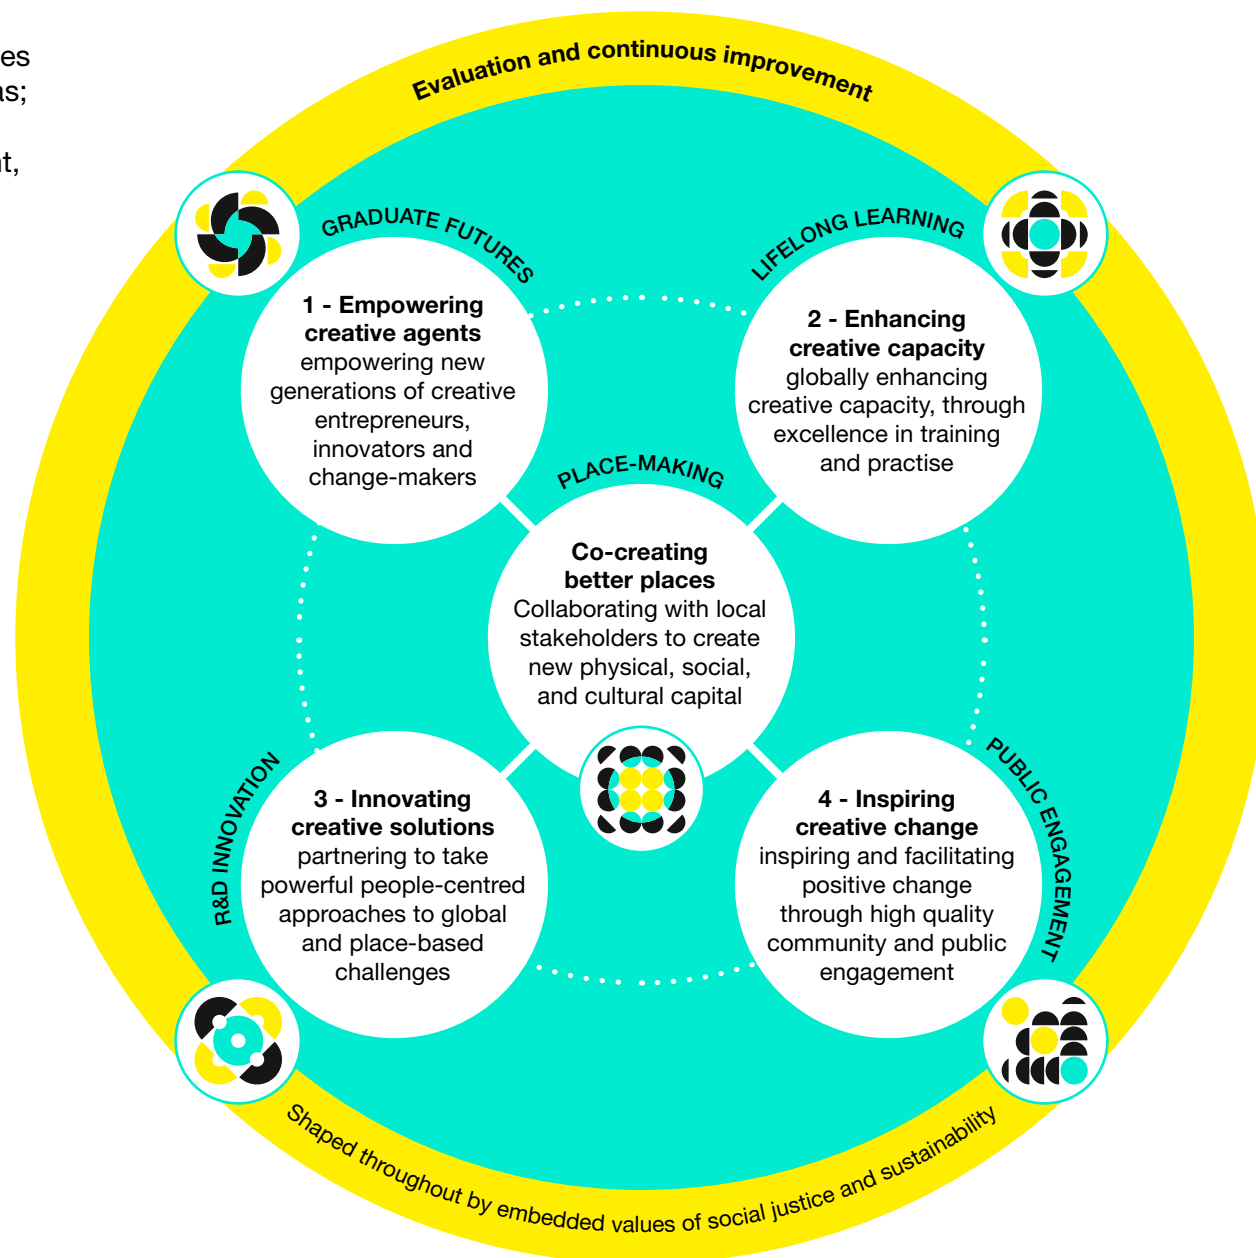 Evaluation and continuous improvement
GRADUATE FUTURES
1 - Empowering
creative agents
empowering new
generations of creative
entrepreneurs,
innovators and
change-makers
LIFELONG LEARNING
2 - Enhancing
creative capacity
globally enhancing
creative capacity, through
excellence in training
and practise
PLACE-MAKING
Co-creating
better places
Collaborating with local
stakeholders to create
new physical, social,
and cultural capital
R&D INNOVATION
3 - Innovating
creative solutions
partnering to take
powerful people-centred
approaches to global
and place-based
challenges
PUBLIC ENGAGEMENT
4 - Inspiring
creative change
inspiring and facilitating
positive change
through high quality
community and public
engagement
Shaped throughout by embedded values of social justice and sustainability